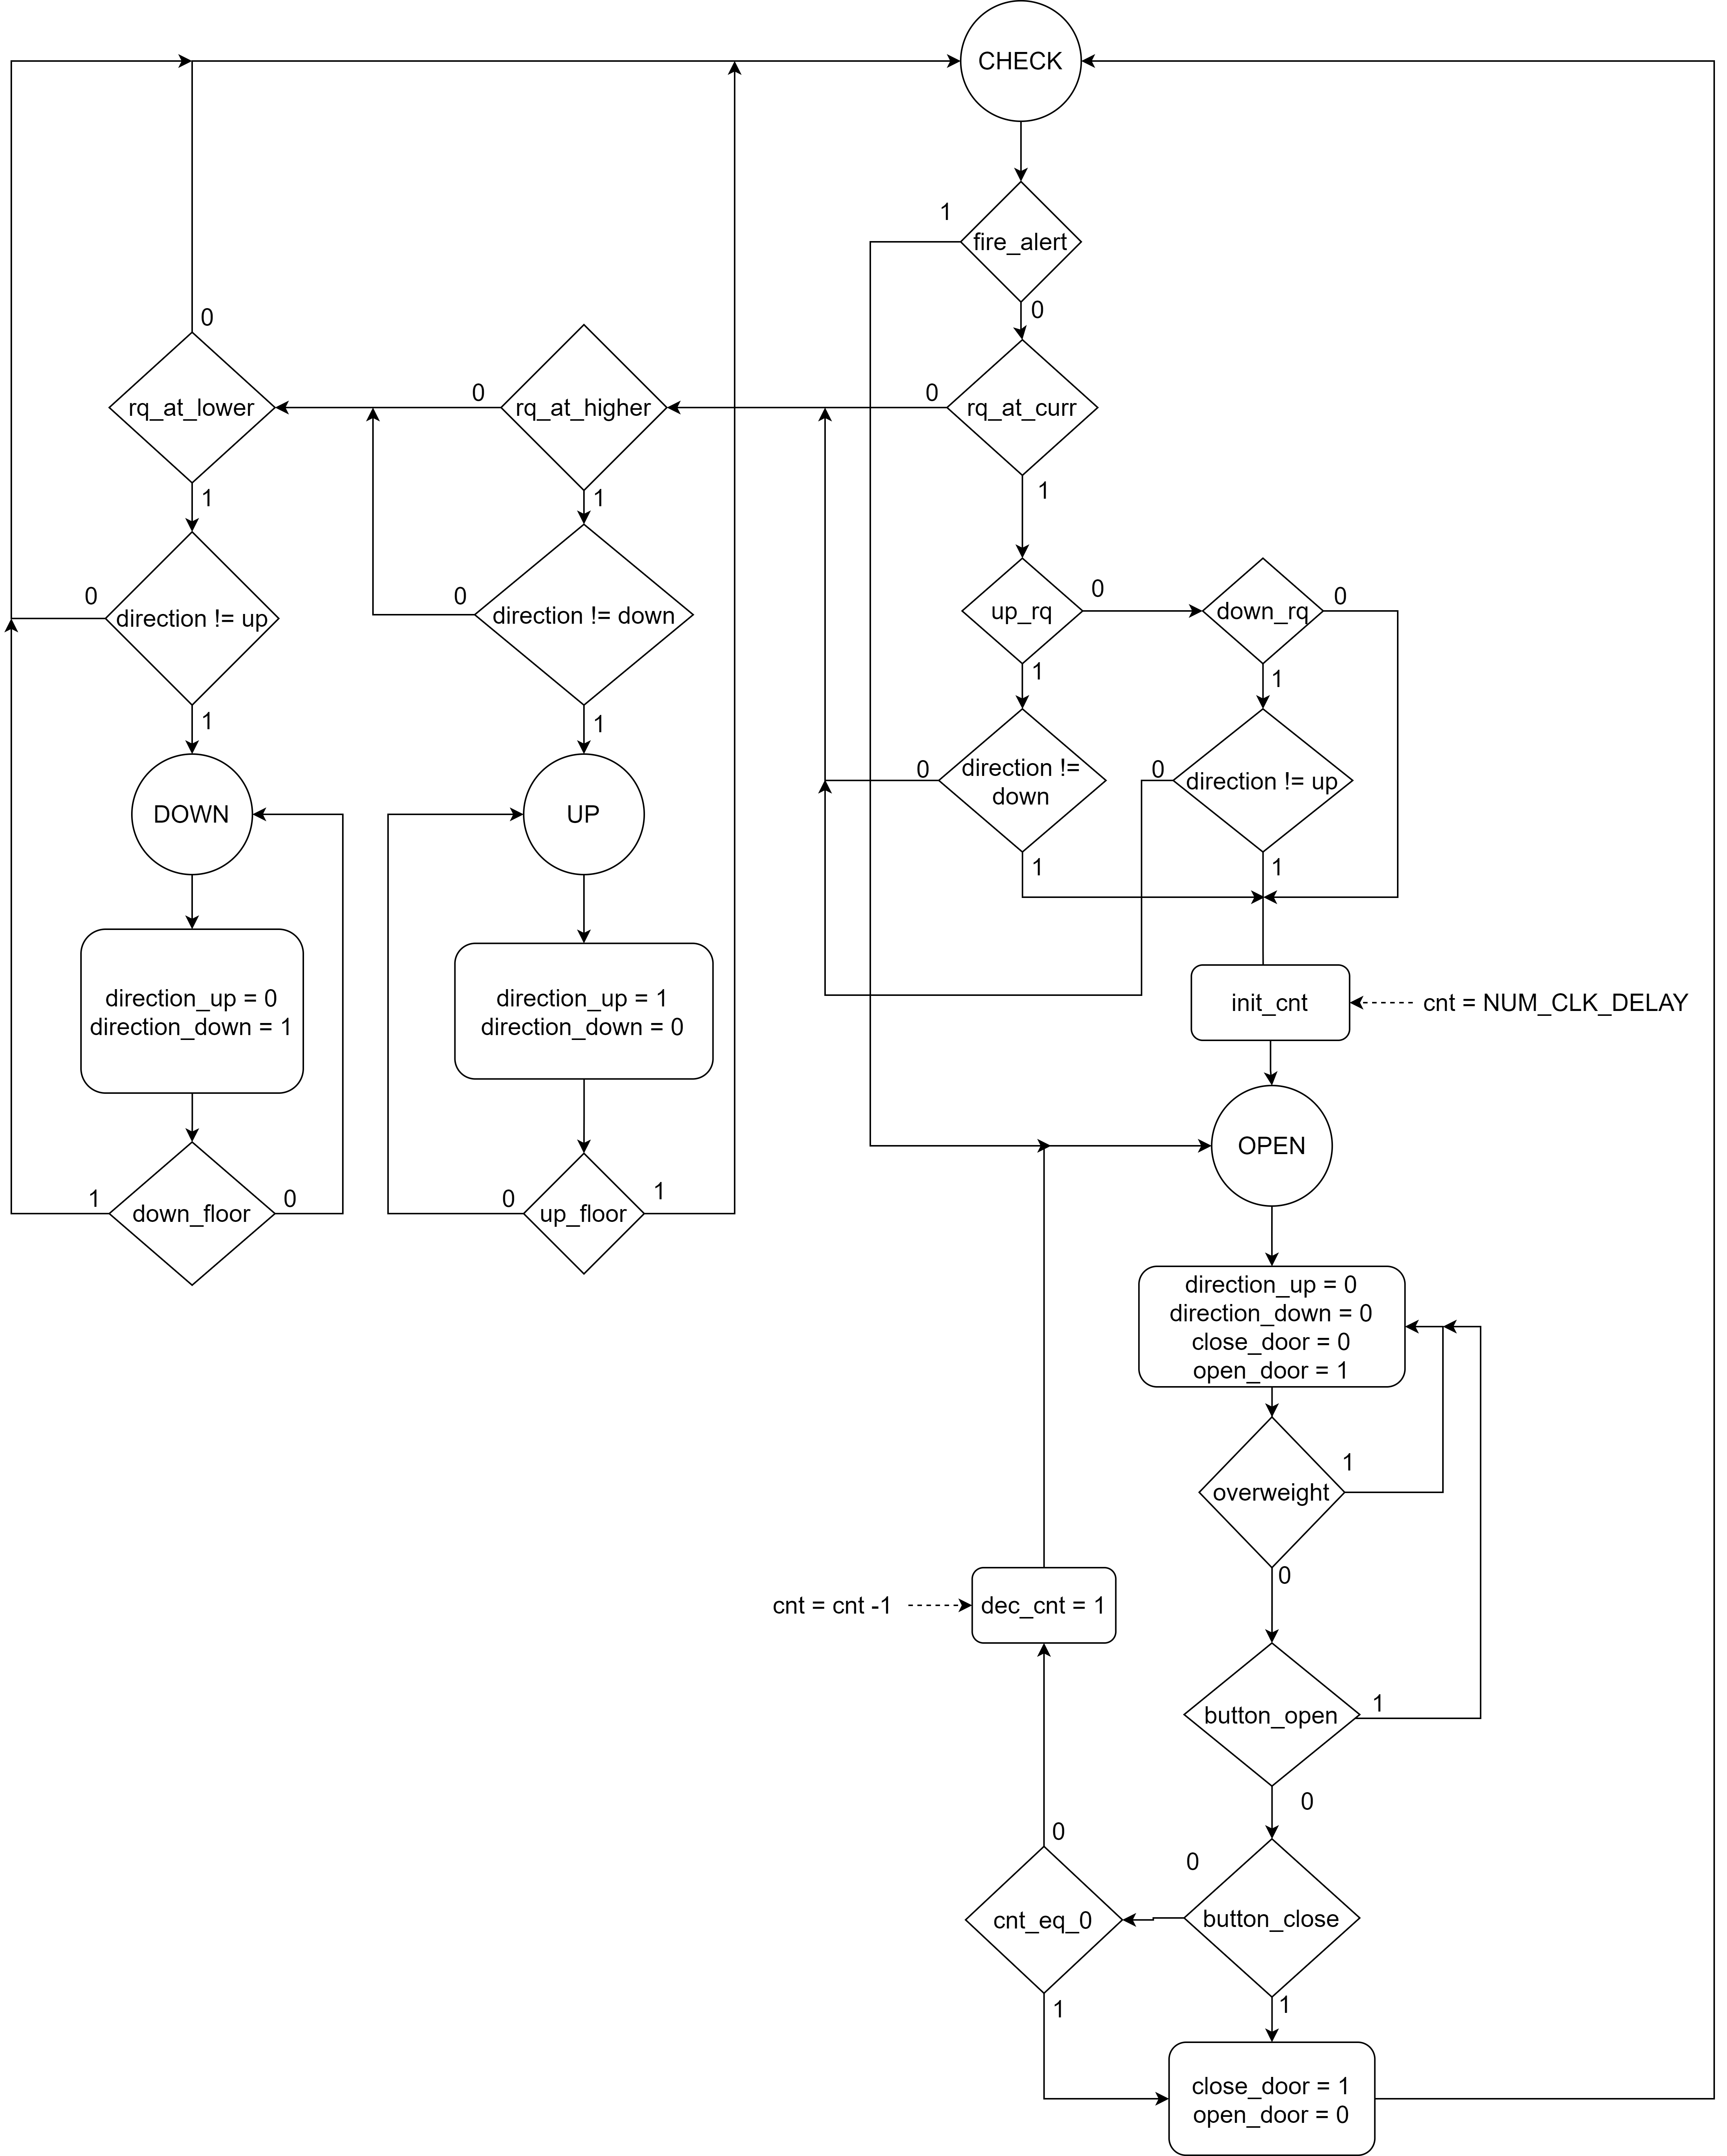 CHECK
1
fire_alert
0
0
rq_at_lower
0
rq_at_higher
0
rq_at_curr
1
1
1
0
direction != up
0
direction != down
up_rq
0
down_rq
0
1
1
1
1
DOWN
UP
0
direction !=
down
0
direction != up
1
1
direction_up = 0
direction_down = 1
direction_up = 1
direction_down = 0
init_cnt
cnt = NUM_CLK_DELAY
OPEN
1
down_floor
0
0
up_floor
1
direction_up = 0
direction_down = 0
close_door = 0
open_door = 1
overweight
1
0
cnt = cnt -1
dec_cnt = 1
button_open
1
0
0
0
cnt_eq_0
button_close
1
1
close_door = 1
open_door = 0